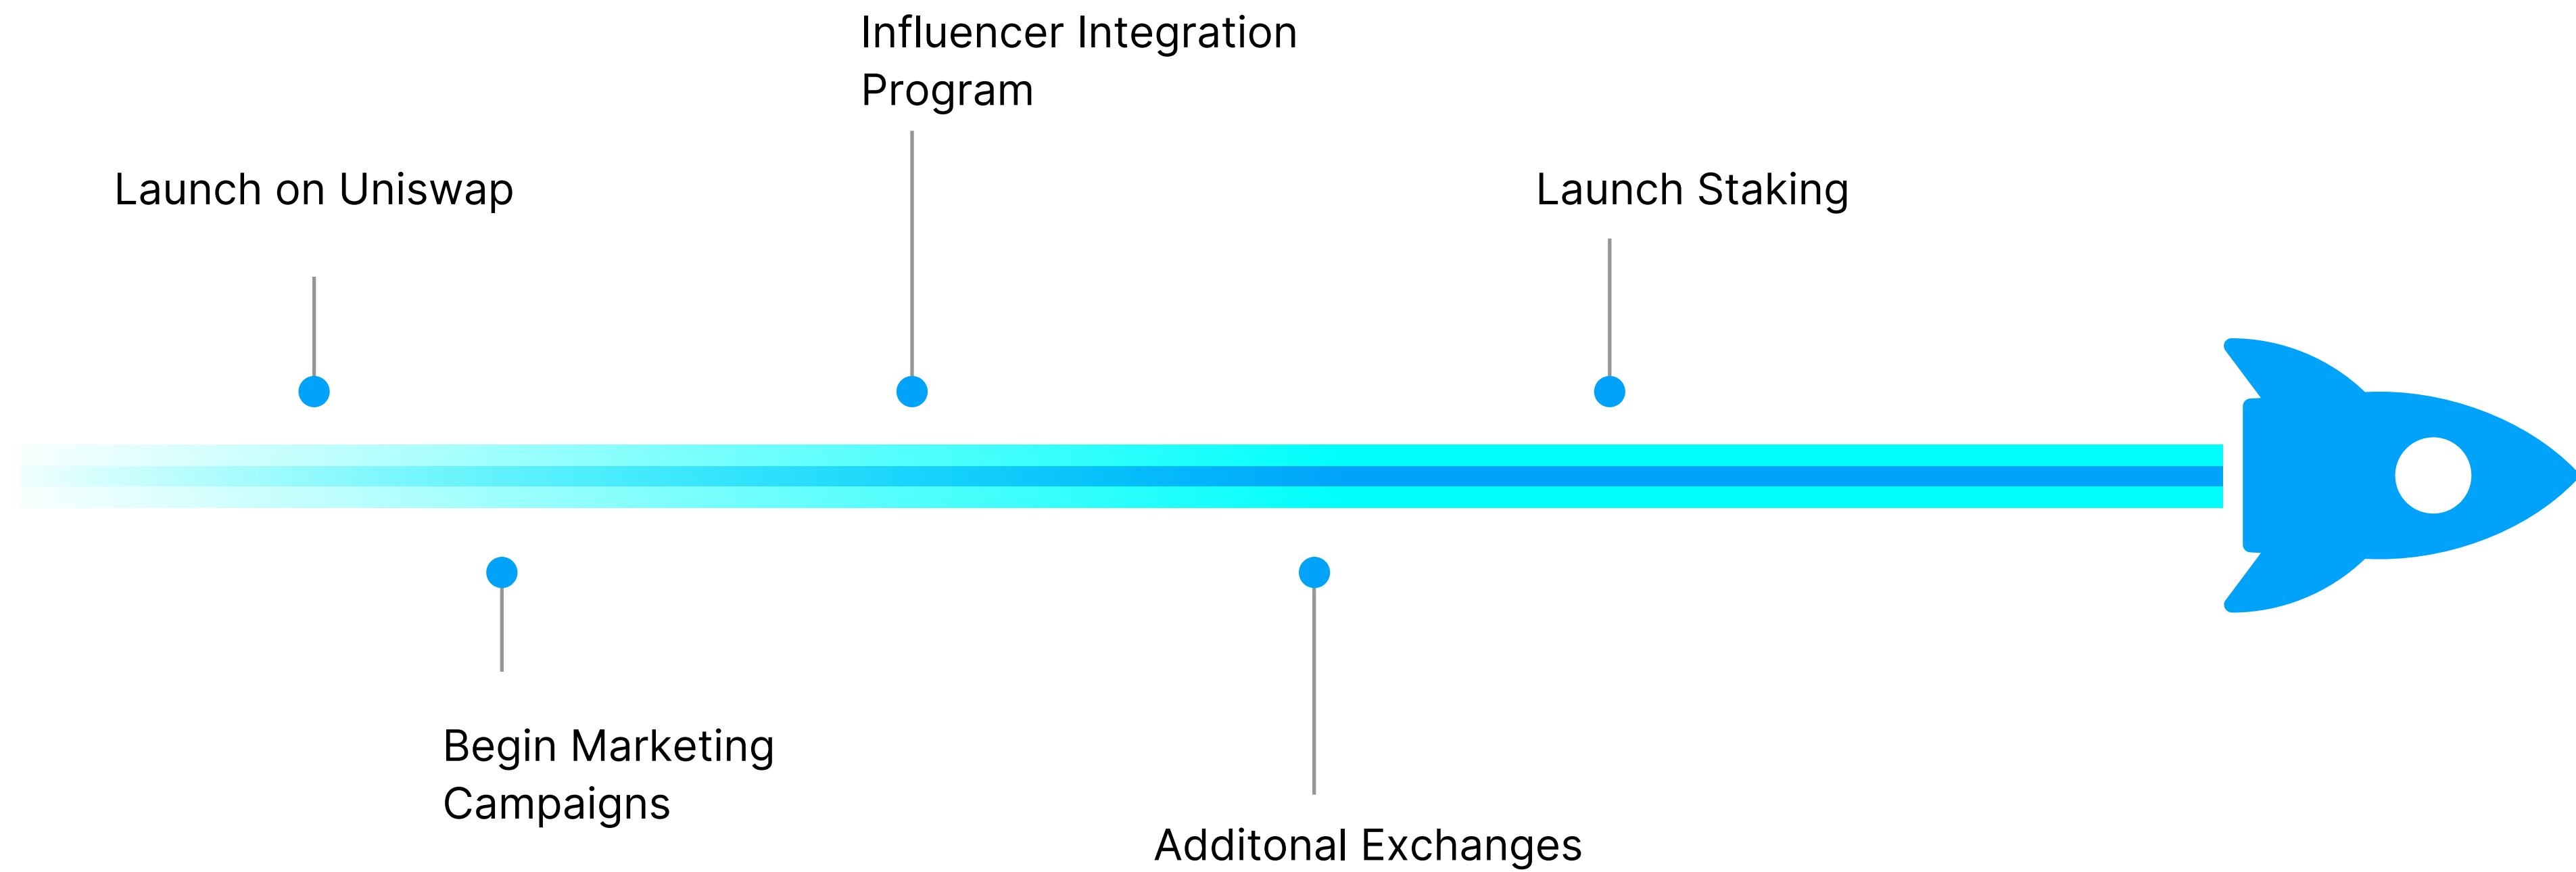 Influencer Integration
Program
Launch on Uniswap
Launch Staking
Begin Marketing
Campaigns
Additonal Exchanges